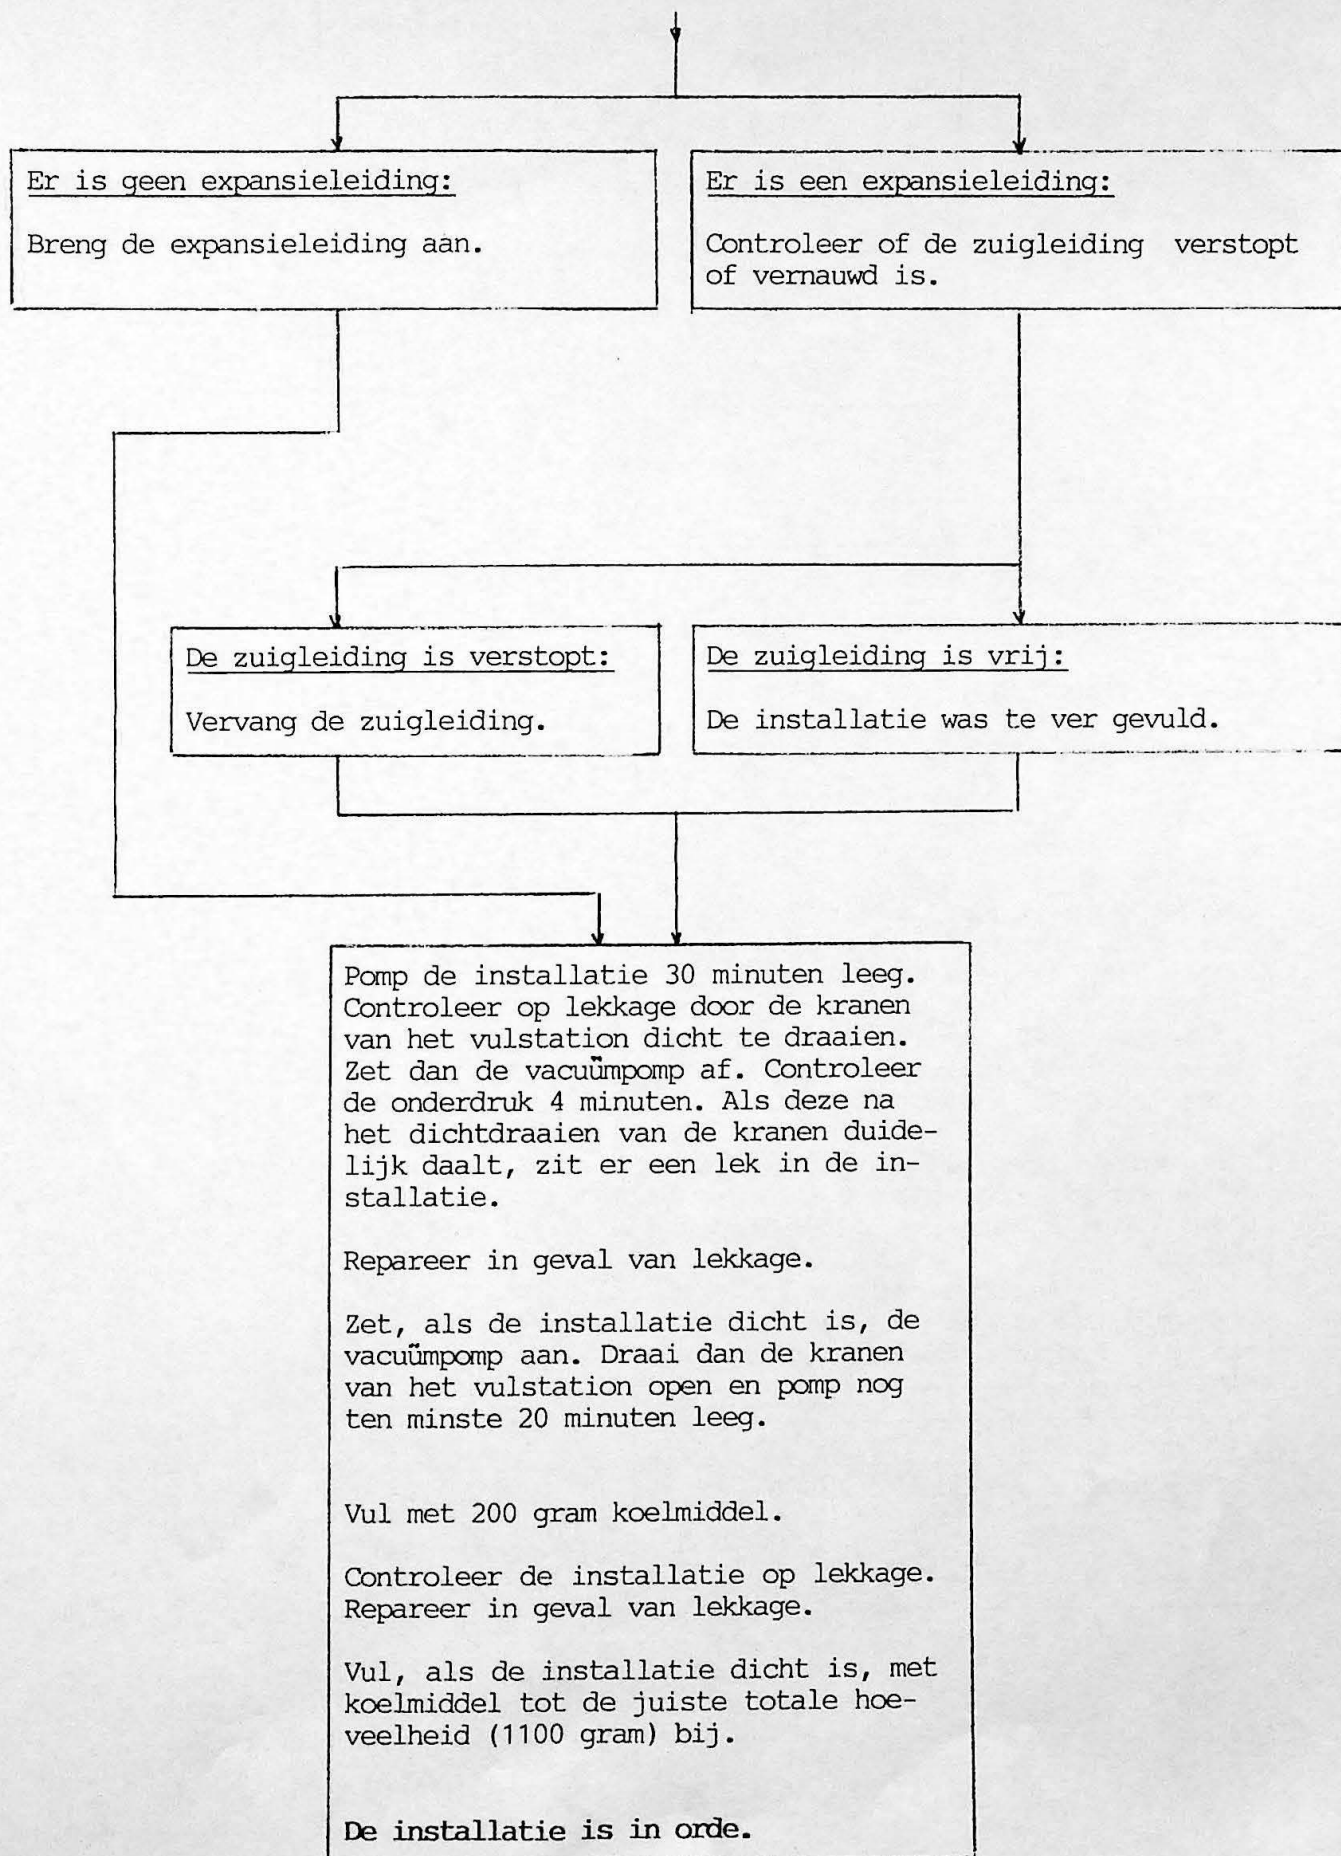 Er is geen expansieleiding:
Breng de expansieleiding aan.
Er is een expansieleiding:
Controleer of de zuigleiding verstopt
of vernauwd is.
De zuigleiding is verstopt:
Vervang de zuigleiding.
De zuigleiding is vrij:
De installatie was te ver gevuld.
Pomp de installatie 30 minuten leeg.
Controleer op lekkage door de kranen
van het vulstation dicht te draaien.
Zet dan de vacuümpomp af. Controleer
de onderdruk 4 minuten. Als deze na
het dichtdraaien van de kranen duide-
lijk daalt, zit er een lek in de in-
stallatie.
Repareer in geval van lekkage.
Zet, als de installatie dicht is, de
vacuümpomp aan. Draai dan de kranen
van het vulstation open en pomp nog
ten minste 20 minuten leeg.
Vul met 200 gram koelmiddel.
Controleer de installatie op lekkage.
Repareer in geval van lekkage.
Vul, als de installatie dicht is, met
koelmiddel tot de juiste totale hoe-
veelheid (1100 gram) bij.
De installatie is in orde.